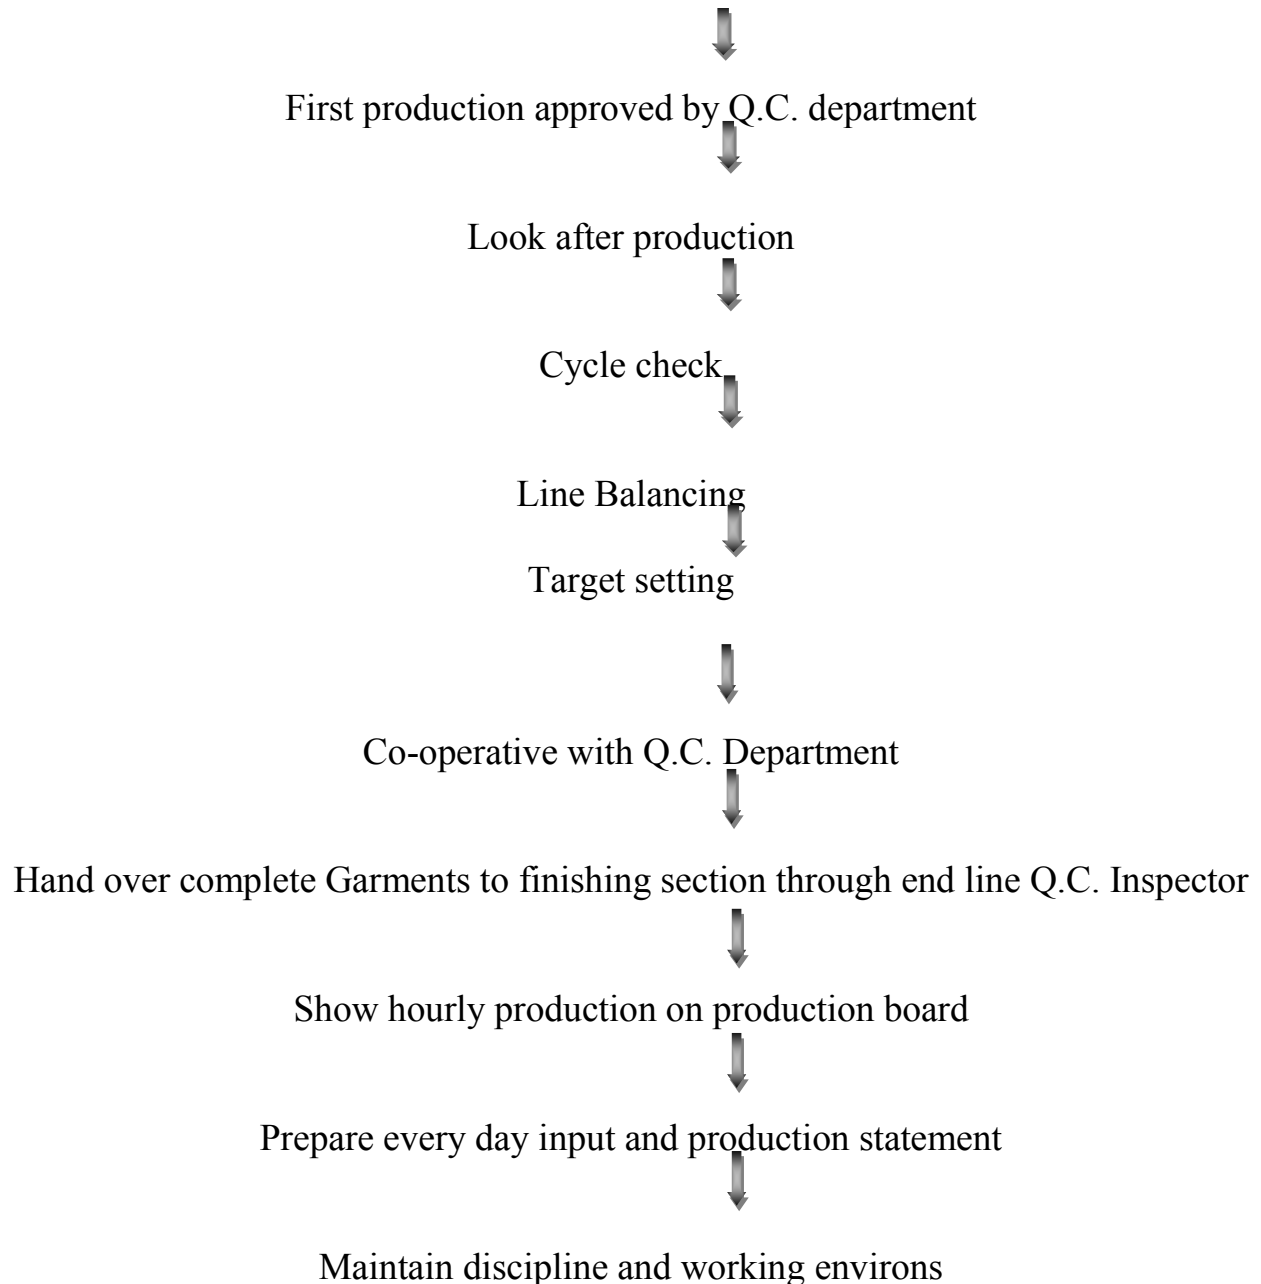 First production approved by Q.C. department
Look after production
Cycle check
Line Balancing
Target setting
Co-operative with Q.C. Department
Hand over complete Garments to finishing section through end line Q.C. Inspector
Show hourly production on production board
Prepare every day input and production statement
Maintain discipline and working environs